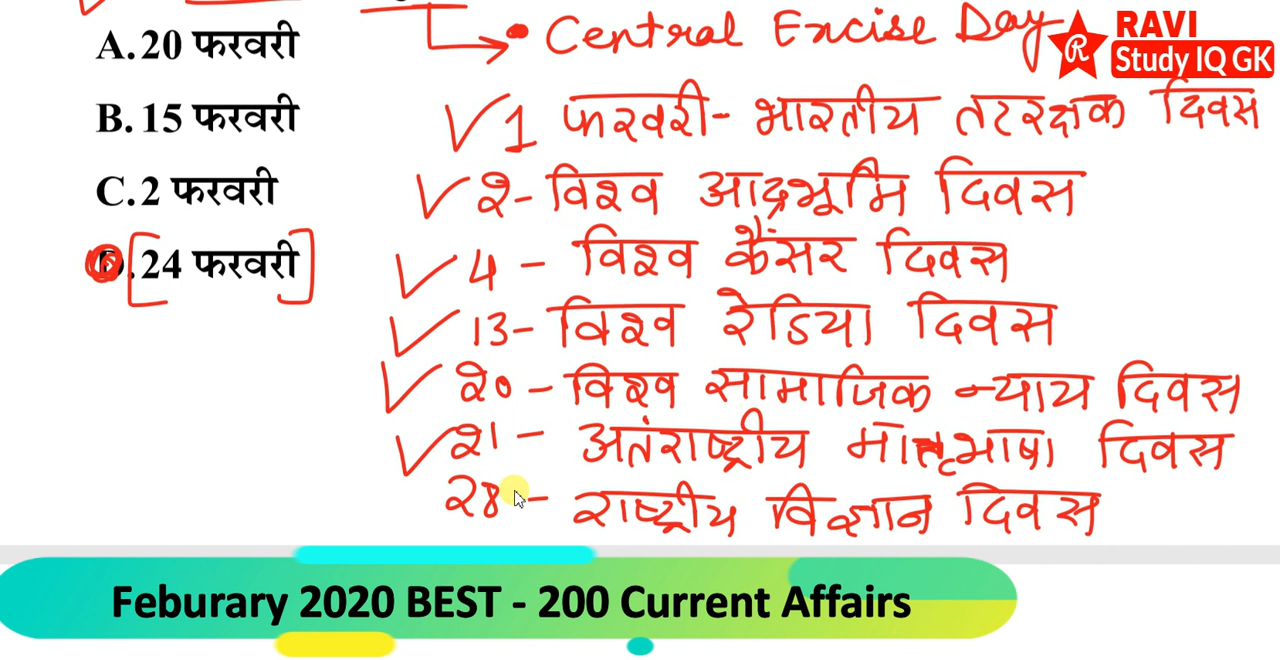 A. 20 फरवरी
Central Excise Day
RAVI
Study IQ GK
B. 15 फरवरी
1 फरवरी - भारतीय तटरक्षक दिवस
C. 2 फरवरी
2 - विश्व आद्रभूमि दिवस
D. 24 फरवरी
4 - विश्व कैंसर दिवस
13 - विश्व रेडिया दिवस
20 - विश्व सामाजिक न्याय दिवस
21 - अतंराष्ट्रीय मातृभाषा दिवस
28 - राष्ट्रीय विज्ञान दिवस
Feburary 2020 BEST - 200 Current Affairs